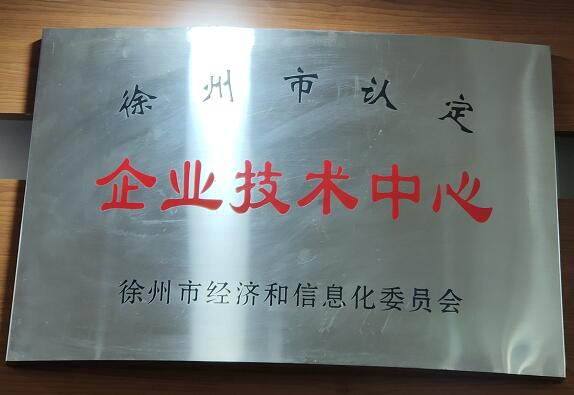 徐州市认定
企业技术中心
徐州市经济和信息化委员会